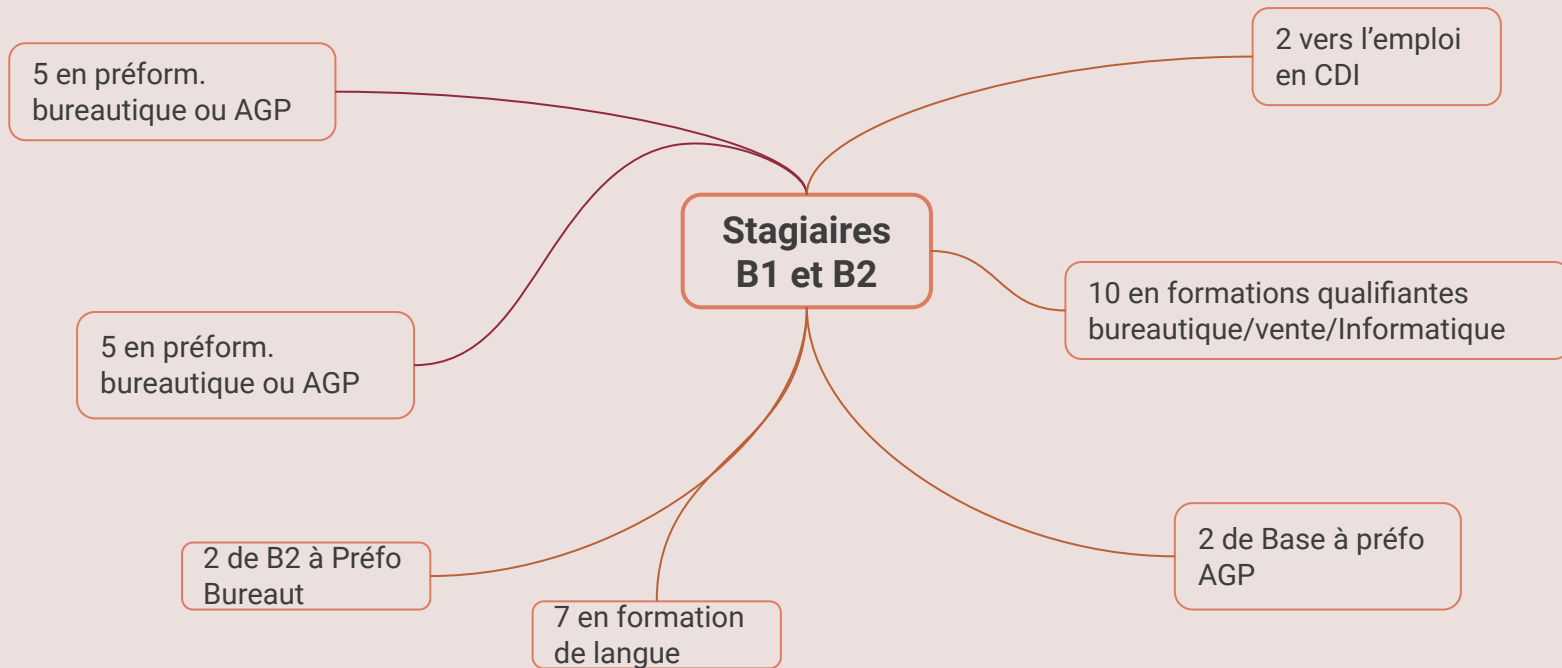 2 vers l’emploi
en CDI
5 en préform.
bureautique ou AGP
Stagiaires
B1 et B2
10 en formations qualifiantes
bureautique/vente/Informatique
5 en préform.
bureautique ou AGP
2 de Base à préfo
AGP
2 de B2 à Préfo
Bureaut
7 en formation
de langue